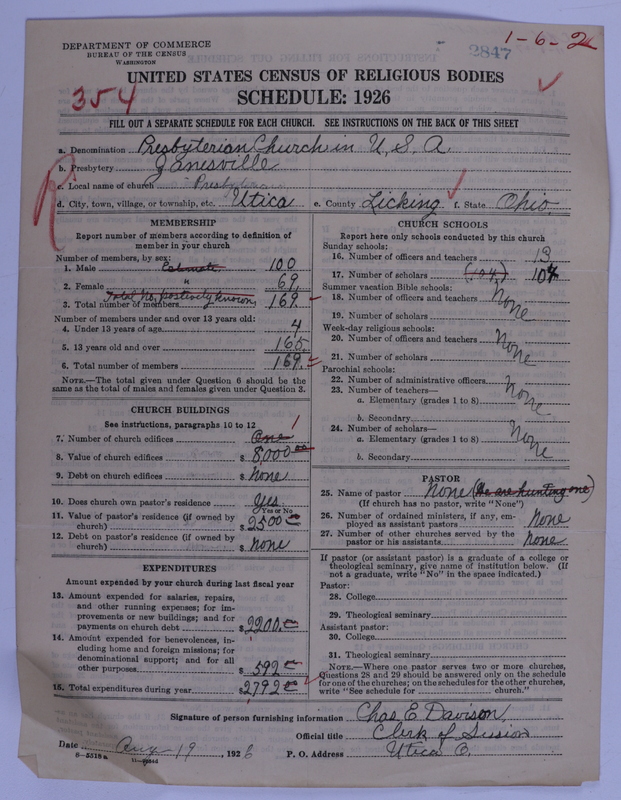 DEPARTMENT OF COMMERCE
BUREAU OF THE CENSUS
WASHINGTON
1-6-2
2847
UNITED STATES CENSUS OF RELIGIOUS BODIES
354
SCHEDULE: 1926
FILL OUT A SEPARATE SCHEDULE FOR EACH CHURCH. SEE INSTRUCTIONS ON THE BACK OF THIS SHEET
a. Denomination Presbyterian Church in U. S. A.
b. Presbytery Zanesville
c. Local name of church Presbyterian
d. City, town, village, or township, etc. Utica e. County Licking f. State Ohio
MEMBERSHIP
Report number of members according to definition of
member in your church
Number of members, by sex:
1. Male Estimate 100
2. Female " 69
Total No. positively known
3. Total number of members 169
Number of members under and over 13 years old:
4. Under 13 years of age 4
5. 13 years old and over 165
6. Total number of members 169
NOTE.—The total given under Question 6 should be the
same as the total of males and females given under Question 3.
CHURCH BUILDINGS
See instructions, paragraphs 10 to 12
7. Number of church edifices One 1
8. Value of church edifices $ 8,000 00
9. Debt on church edifices $ None
10. Does church own pastor's residence Yes
(Yes or No)
11. Value of pastor's residence (if owned by
church) $ 2500
12. Debt on pastor's residence (if owned by
church) $ None
EXPENDITURES
Amount expended by your church during last fiscal year
13. Amount expended for salaries, repairs,
and other running expenses; for im-
provements or new buildings; and for
payments on church debt $ 2200
14. Amount expended for benevolences, in-
cluding home and foreign missions; for
denominational support; and for all
other purposes $ 592
15. Total expenditures during year $ 2792
CHURCH SCHOOLS
Report here only schools conducted by this church
Sunday schools:
16. Number of officers and teachers 13
17. Number of scholars (104) 104
Summer vacation Bible schools:
18. Number of officers and teachers None
19. Number of scholars
Week-day religious schools:
20. Number of officers and teachers None
21. Number of scholars
Parochial schools:
22. Number of administrative officers None
23. Number of teachers—
a. Elementary (grades 1 to 8)
b. Secondary
24. Number of scholars— None
a. Elementary (grades 1 to 8)
b. Secondary
PASTOR
25. Name of pastor None (We are hunting one)
(If church has no pastor, write "None")
26. Number of ordained ministers, if any, em-
ployed as assistant pastors None
27. Number of other churches served by the
pastor or his assistants None
If pastor (or assistant pastor) is a graduate of a college or
theological seminary, give name of institution below. (If
not a graduate, write "No" in the space indicated.)
Pastor:
28. College
29. Theological seminary
Assistant pastor:
30. College
31. Theological seminary
NOTE.—Where one pastor serves two or more churches,
Questions 28 and 29 should be answered only on the schedule
for one of the churches; on the schedules for the other churches,
write "See schedule for church."
Signature of person furnishing information Chas E Davison
Official title Clerk of Session
Date Aug 19, 1926 P. O. Address Utica O.
8-5518a